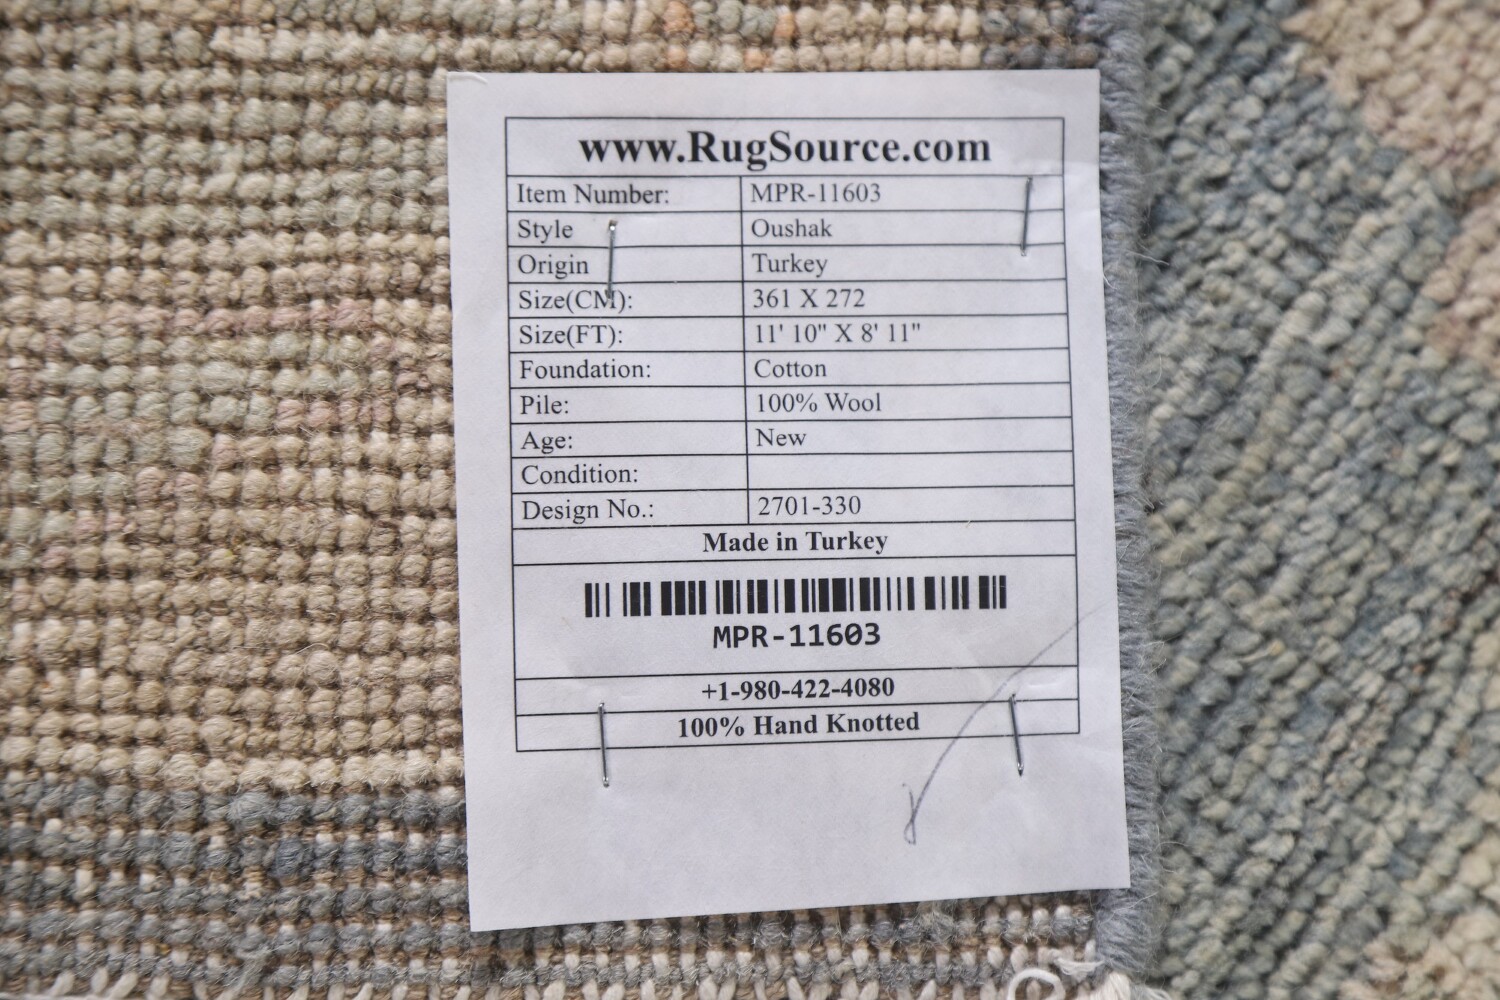 www.RugSource.com
Item Number: MPR-11603
Style Oushak
Origin Turkey
Size(CM): 361 X 272
Size(FT): 11' 10" X 8' 11"
Foundation: Cotton
Pile: 100% Wool
Age: New
Condition:
Design No.: 2701-330
Made in Turkey
MPR-11603
+1-980-422-4080
100% Hand Knotted